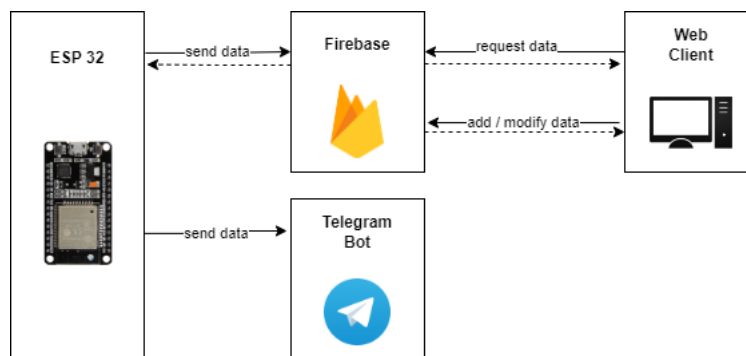 ESP 32
send data
Firebase
request data
Web
Client
add / modify data
send data
Telegram
Bot